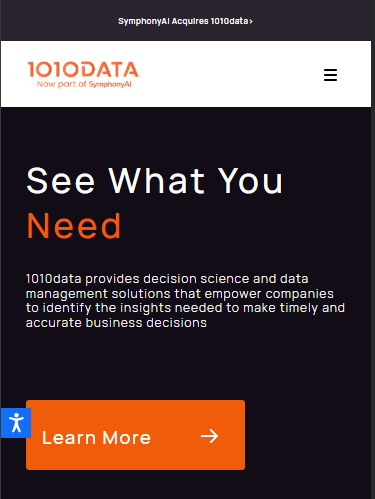 SymphonyAI Acquires 1010data ›
1010DATA
Now part of SymphonyAI
See What You
Need
1010data provides decision science and data
management solutions that empower companies
to identify the insights needed to make timely and
accurate business decisions
Learn More →